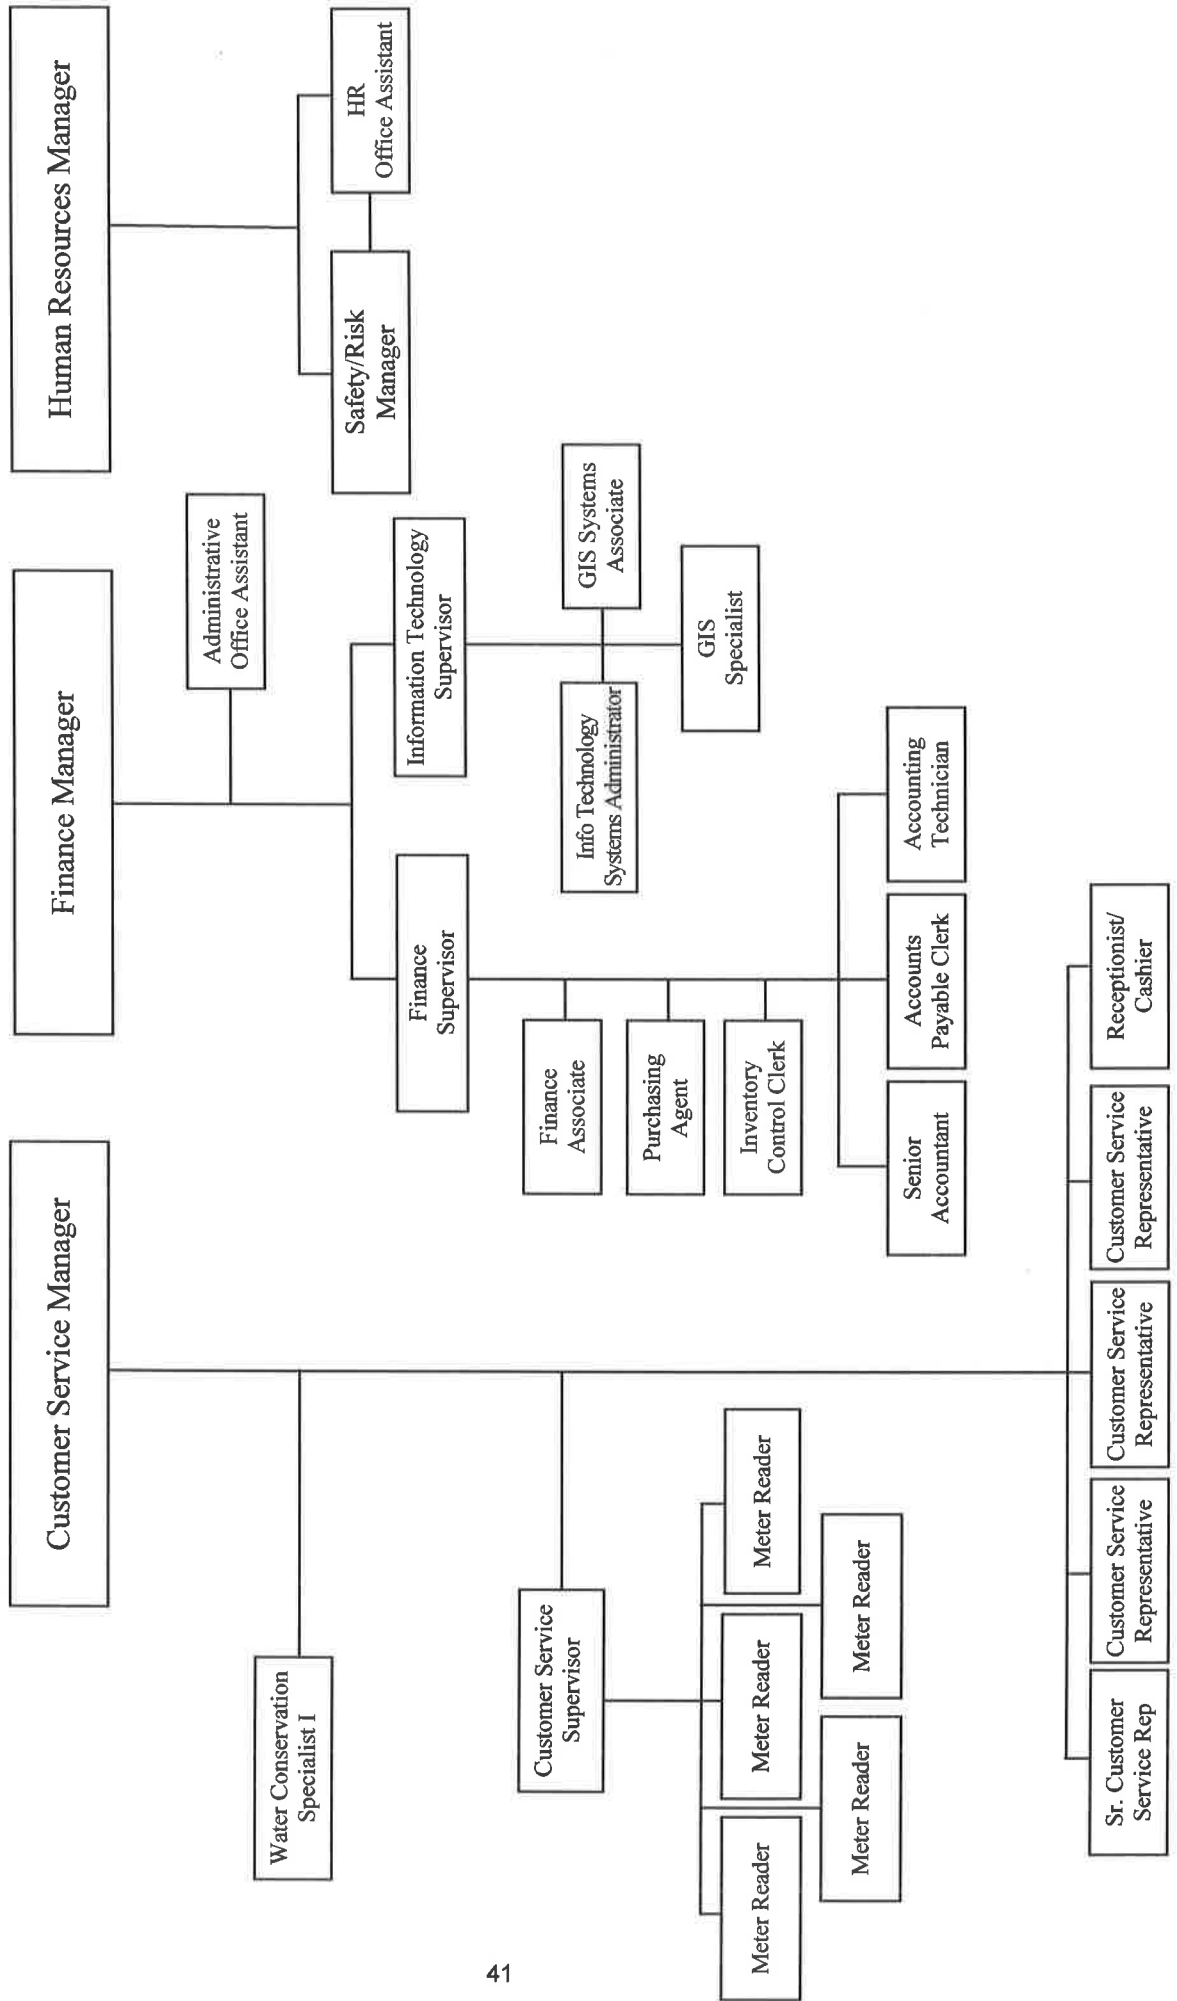 Customer Service Manager
Water Conservation
Specialist I
Customer Service
Supervisor
Meter Reader
Meter Reader
Meter Reader
Meter Reader
Meter Reader
Sr. Customer
Service Rep
Customer Service
Representative
Customer Service
Representative
Customer Service
Representative
Receptionist/
Cashier
Finance Manager
Administrative
Office Assistant
Finance
Supervisor
Information Technology
Supervisor
Finance
Associate
Purchasing
Agent
Inventory
Control Clerk
Senior
Accountant
Accounts
Payable Clerk
Accounting
Technician
Info Technology
Systems Administrator
GIS Systems
Associate
GIS
Specialist
Human Resources Manager
Safety/Risk
Manager
HR
Office Assistant
41